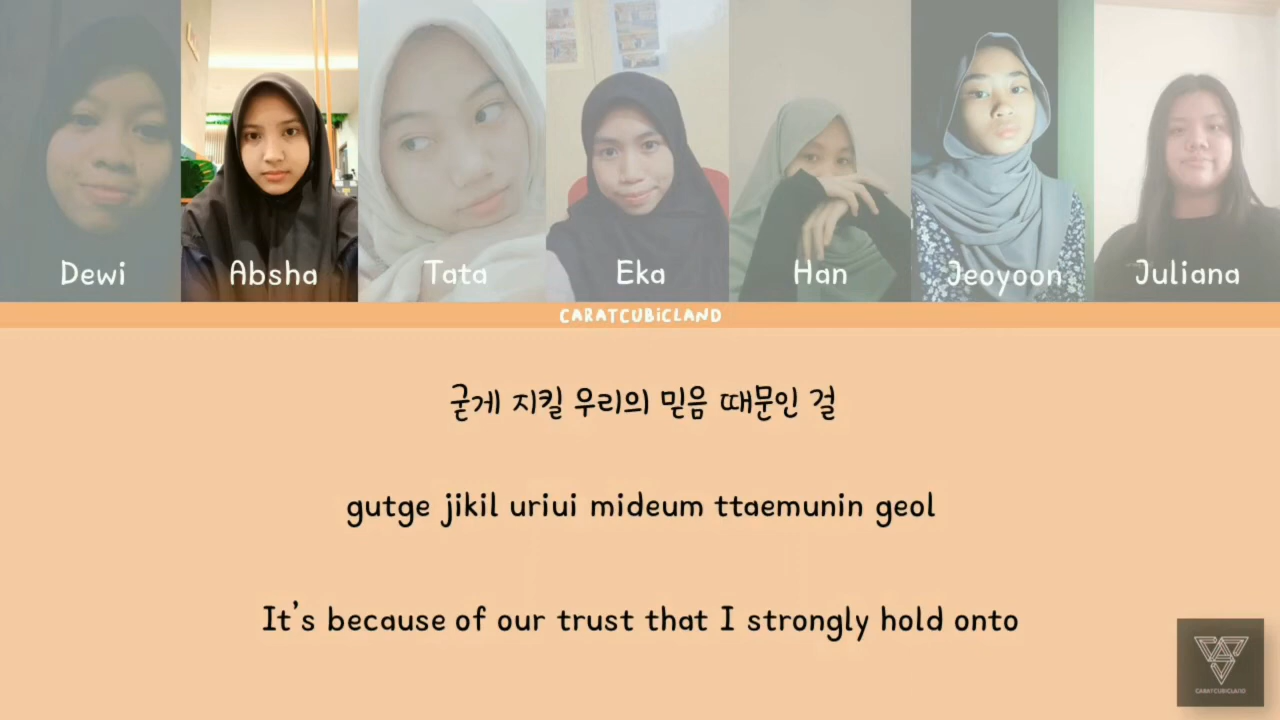 Dewi
Absha
Tata
Eka
Han
Jeoyoon
Juliana
CARATCUBiCLAND
굳게 지킬 우리의 믿음 때문인 걸
gutge jikil uriui mideum ttaemunin geol
It's because of our trust that I strongly hold onto
CARATCUBICLAND